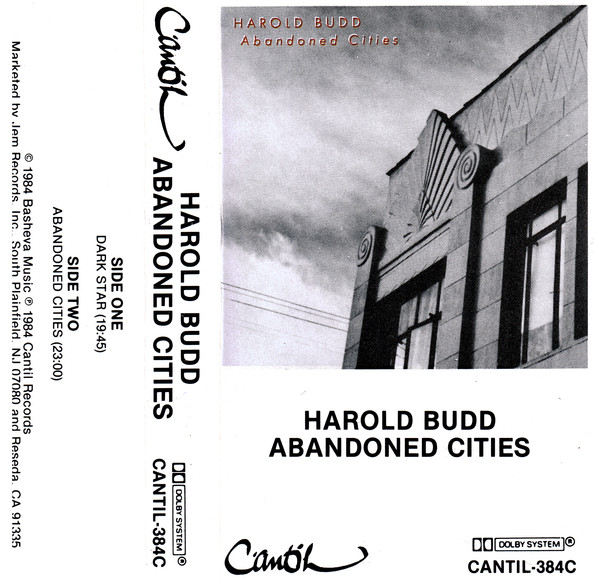 HAROLD BUDD
Abandoned Cities
HAROLD BUDD
ABANDONED CITIES
Cantil
DOLBY SYSTEM®
CANTIL-384C
Cantil
HAROLD BUDD
ABANDONED CITIES
DOLBY SYSTEM®
CANTIL-384C
SIDE ONE
DARK STAR (19:45)
SIDE TWO
ABANDONED CITIES (23:00)
© 1984 Basheva Music ℗ 1984 Cantil Records
Marketed by Jem Records, Inc., South Plainfield, NJ 07080 and Reseda, CA 91335